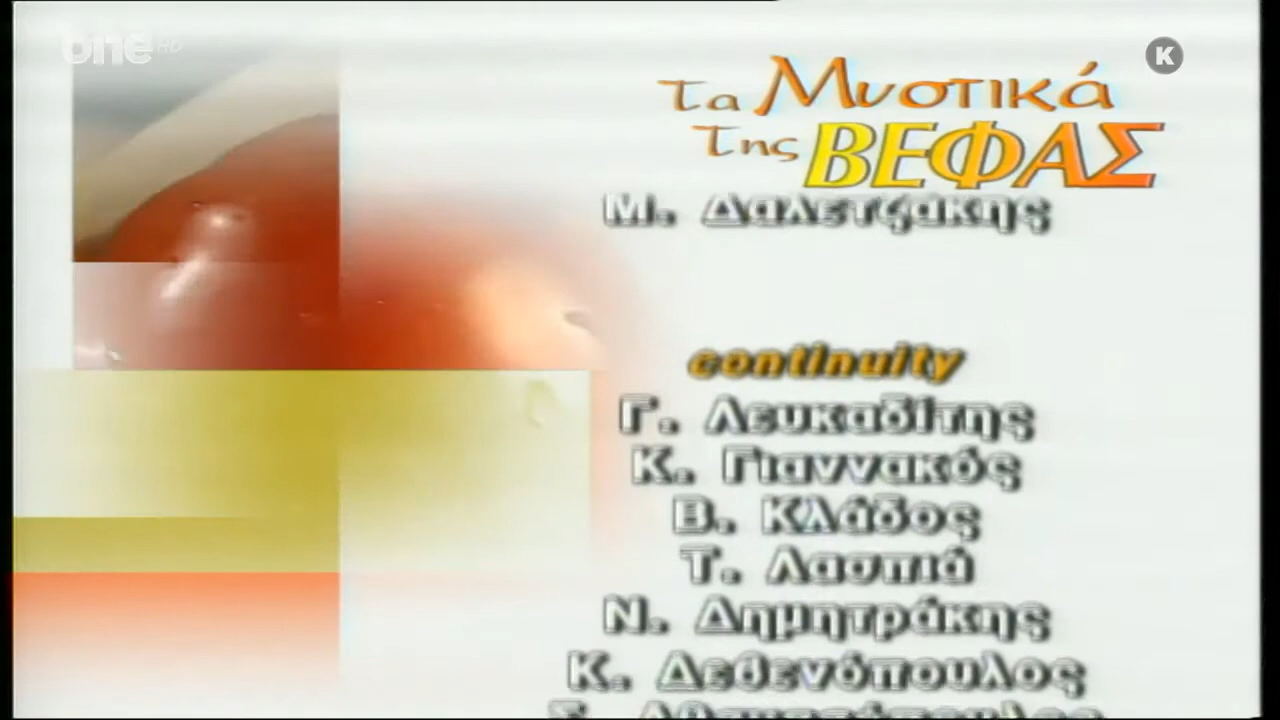 one HD
K
Τα Μυστικά
της ΒΕΦΑΣ
Μ. Δαλετζάκης
continuity
Γ. Λευκαδίτης
Κ. Γιαννακός
Β. Κλάδος
Τ. Λασπιά
Ν. Δημητράκης
Κ. Δεθενόπουλος